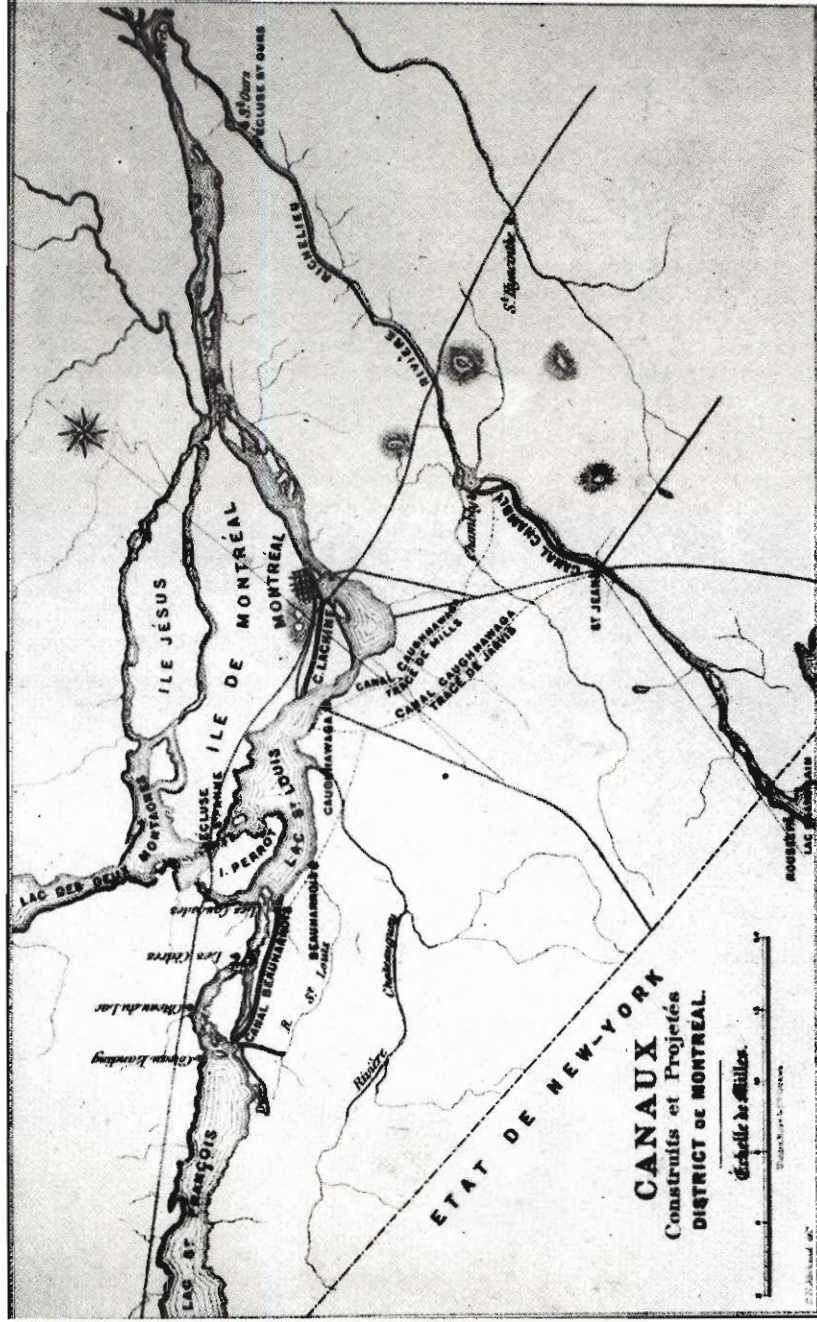 CANAUX
Construits et Projetés
DISTRICT DE MONTRÉAL.
Échelle de Milles
ETAT DE NEW-YORK
LAC ST FRANÇOIS
Coteau Landing
Coteau du Lac
Les Cèdres
Les Cascades
CANAL BEAUHARNOIS
BEAUHARNOIS
R. St Louis
Rivière Chateauguay
LAC DES DEUX MONTAGNES
ÉCLUSE
STE ANNE
I. PERROT
LAC ST LOUIS
ILE JÉSUS
ILE DE MONTRÉAL
MONTRÉAL
C. LACHINE
CAUGHNAWAGA
CANAL CAUGHNAWAGA
TRACÉ DE MILLS
CANAL CAUGHNAWAGA
TRACÉ DE JARVIS
Chambly
CANAL CHAMBLY
ST JEAN
RIVIÈRE RICHELIEU
St Ours
ÉCLUSE ST OURS
St Hyacinthe
LAC CHAMPLAIN